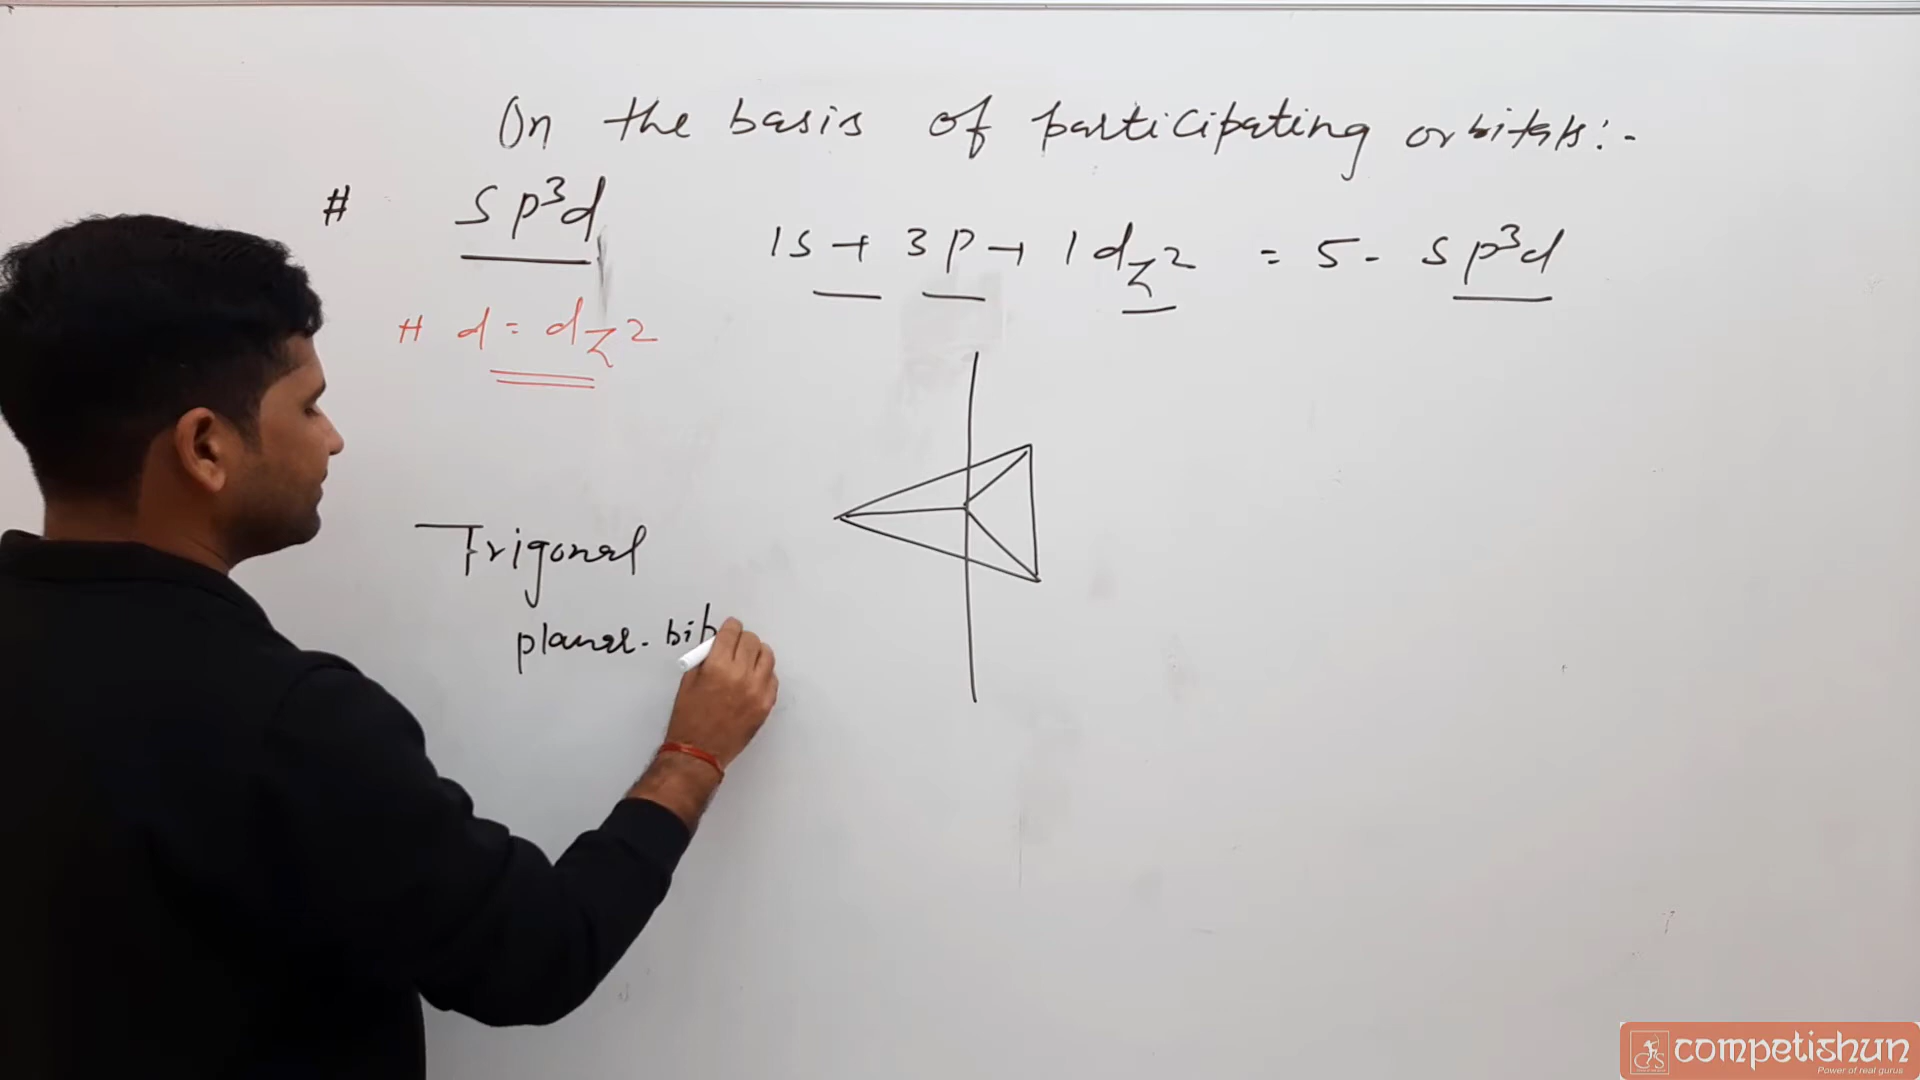 On the basis of participating orbitals:-
# sp³d
1s + 3p + 1dz² = 5 - sp³d
# d = dz²
Trigonal
planar-bip
competishun
Power of real gurus